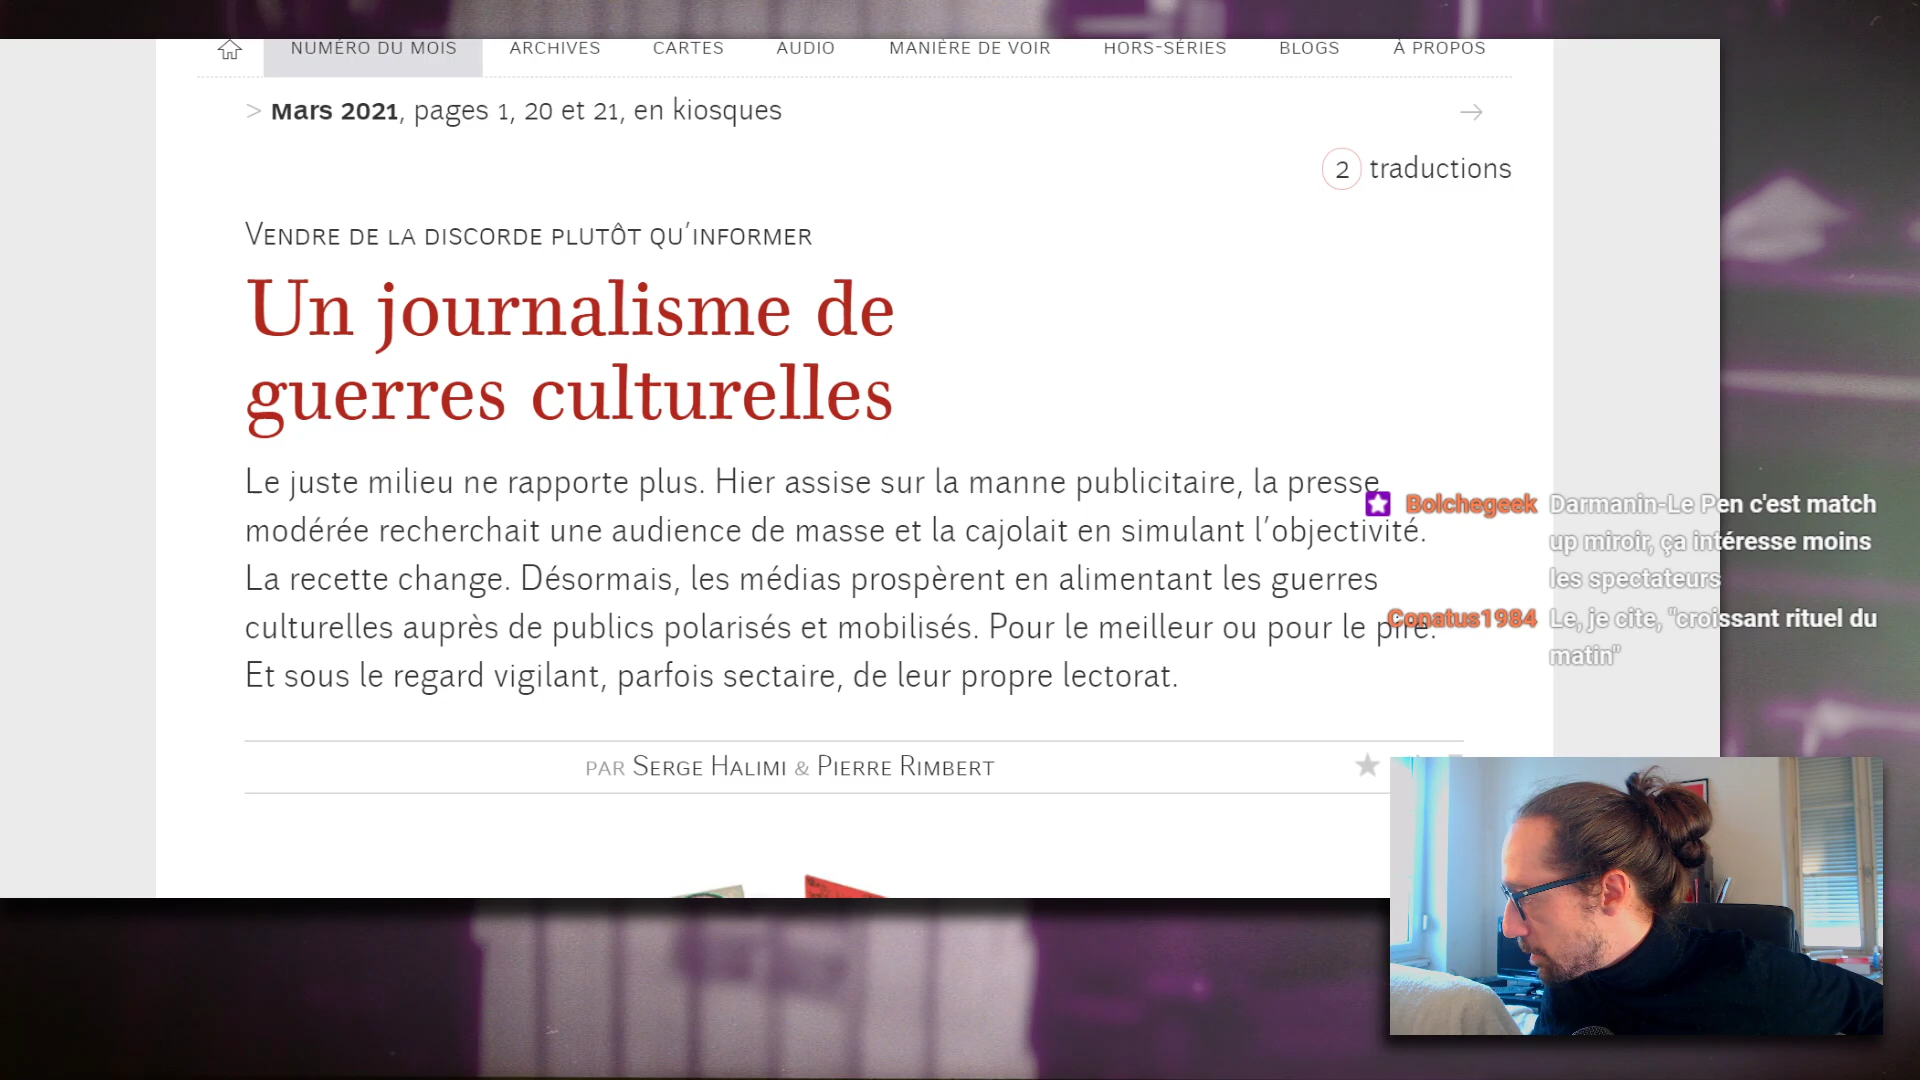 NUMÉRO DU MOIS ARCHIVES CARTES AUDIO MANIÈRE DE VOIR HORS-SÉRIES BLOGS À PROPOS
> Mars 2021, pages 1, 20 et 21, en kiosques →
2 traductions
Vendre de la discorde plutôt qu’informer
Un journalisme de
guerres culturelles
Le juste milieu ne rapporte plus. Hier assise sur la manne publicitaire, la presse
modérée recherchait une audience de masse et la cajolait en simulant l’objectivité.
La recette change. Désormais, les médias prospèrent en alimentant les guerres
culturelles auprès de publics polarisés et mobilisés. Pour le meilleur ou pour le pire.
Et sous le regard vigilant, parfois sectaire, de leur propre lectorat.
par Serge Halimi & Pierre Rimbert
Bolchegeek Darmanin-Le Pen c'est match
up miroir, ça intéresse moins
les spectateurs
Conatus1984 Le, je cite, "croissant rituel du
matin"